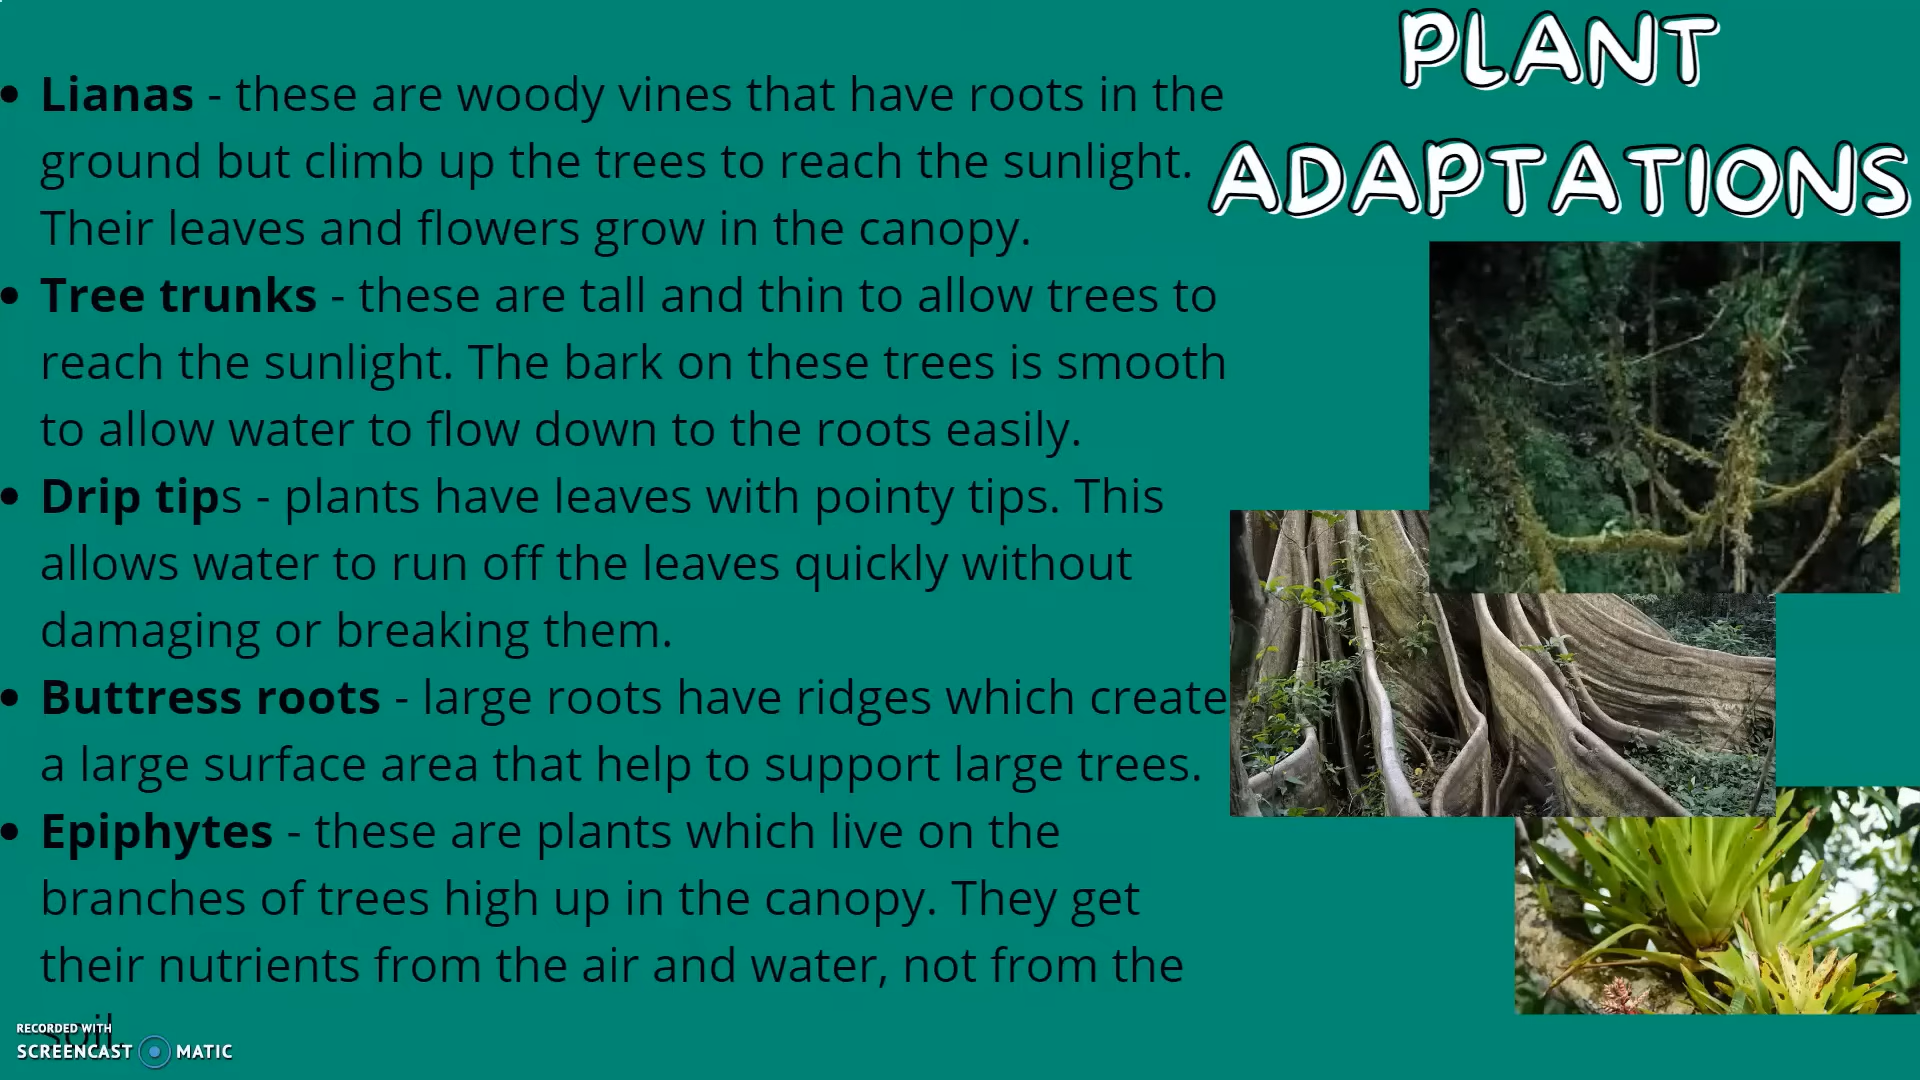 PLANT
ADAPTATIONS
• Lianas - these are woody vines that have roots in the
ground but climb up the trees to reach the sunlight.
Their leaves and flowers grow in the canopy.
• Tree trunks - these are tall and thin to allow trees to
reach the sunlight. The bark on these trees is smooth
to allow water to flow down to the roots easily.
• Drip tips - plants have leaves with pointy tips. This
allows water to run off the leaves quickly without
damaging or breaking them.
• Buttress roots - large roots have ridges which create
a large surface area that help to support large trees.
• Epiphytes - these are plants which live on the
branches of trees high up in the canopy. They get
their nutrients from the air and water, not from the
soil.
RECORDED WITH
SCREENCAST MATIC